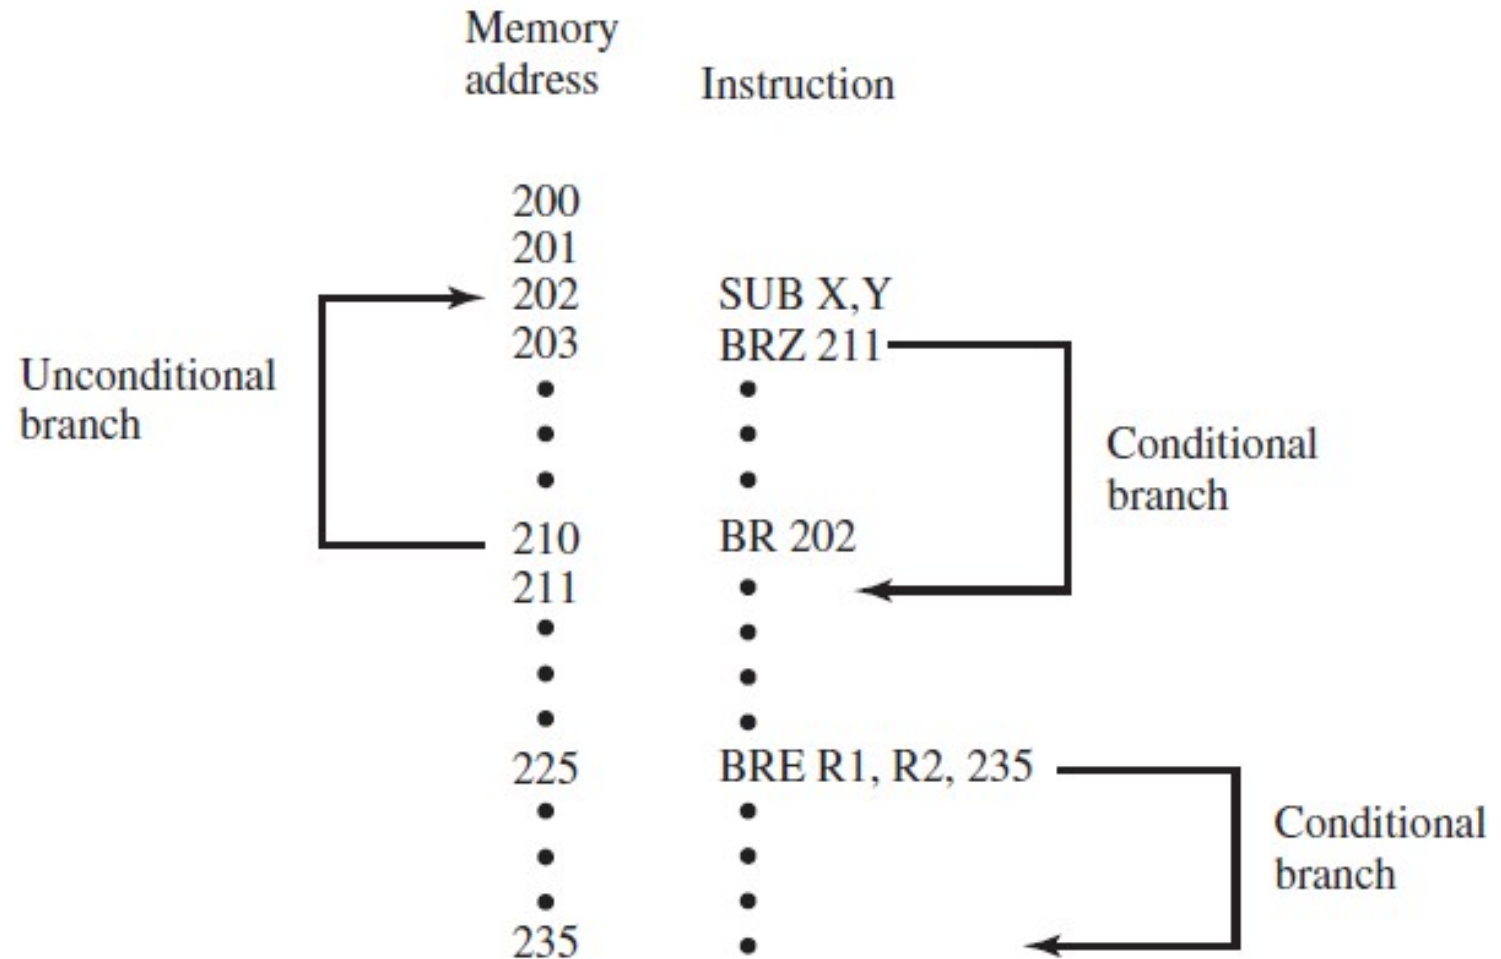 Memory
address
Instruction
200
201
202 SUB X,Y
203 BRZ 211
Unconditional
branch
Conditional
branch
210 BR 202
211
225 BRE R1, R2, 235
Conditional
branch
235